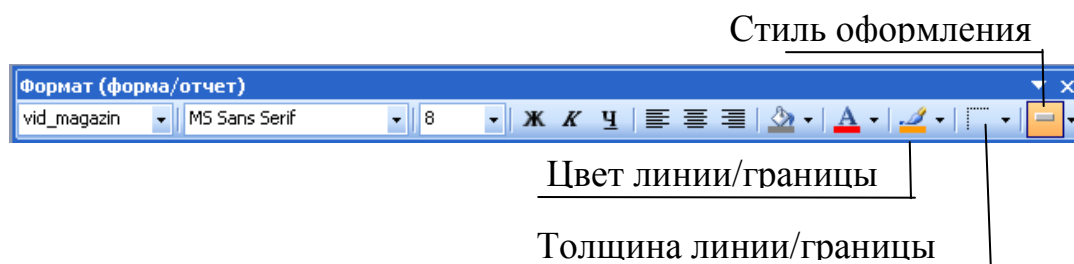 Стиль оформления
Формат (форма/отчет)
vid_magazin MS Sans Serif 8 Ж К Ч A
Цвет линии/границы
Толщина линии/границы